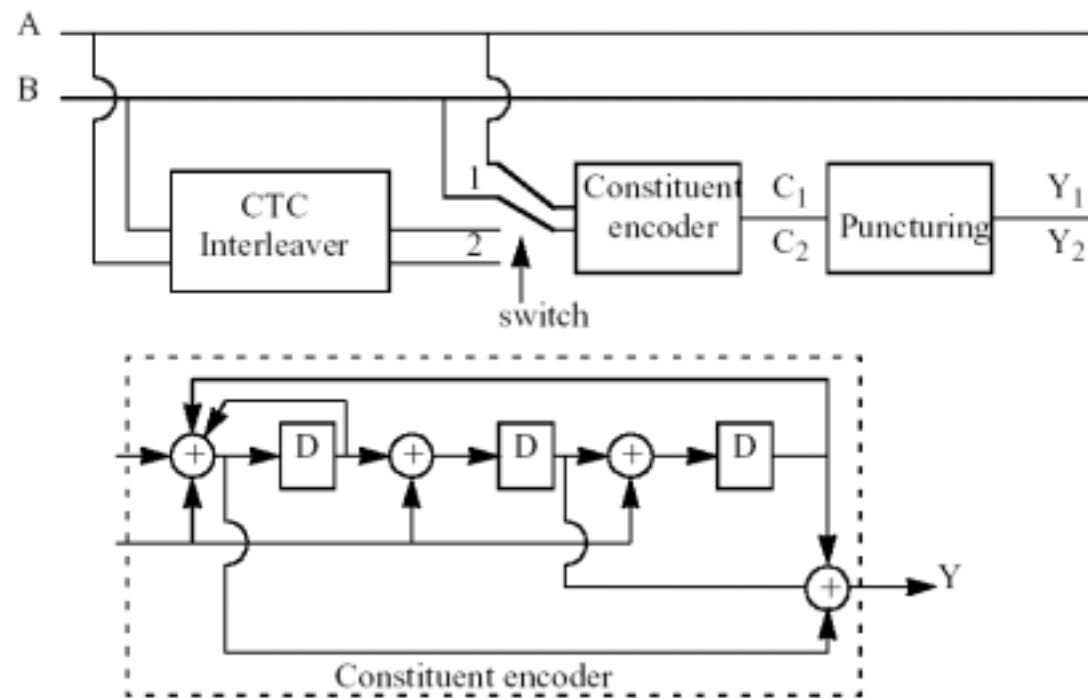 A
B
CTC
Interleaver
1
2
switch
Constituent
encoder
C1
C2
Puncturing
Y1
Y2
+
D
+
D
+
D
+
Y
Constituent encoder